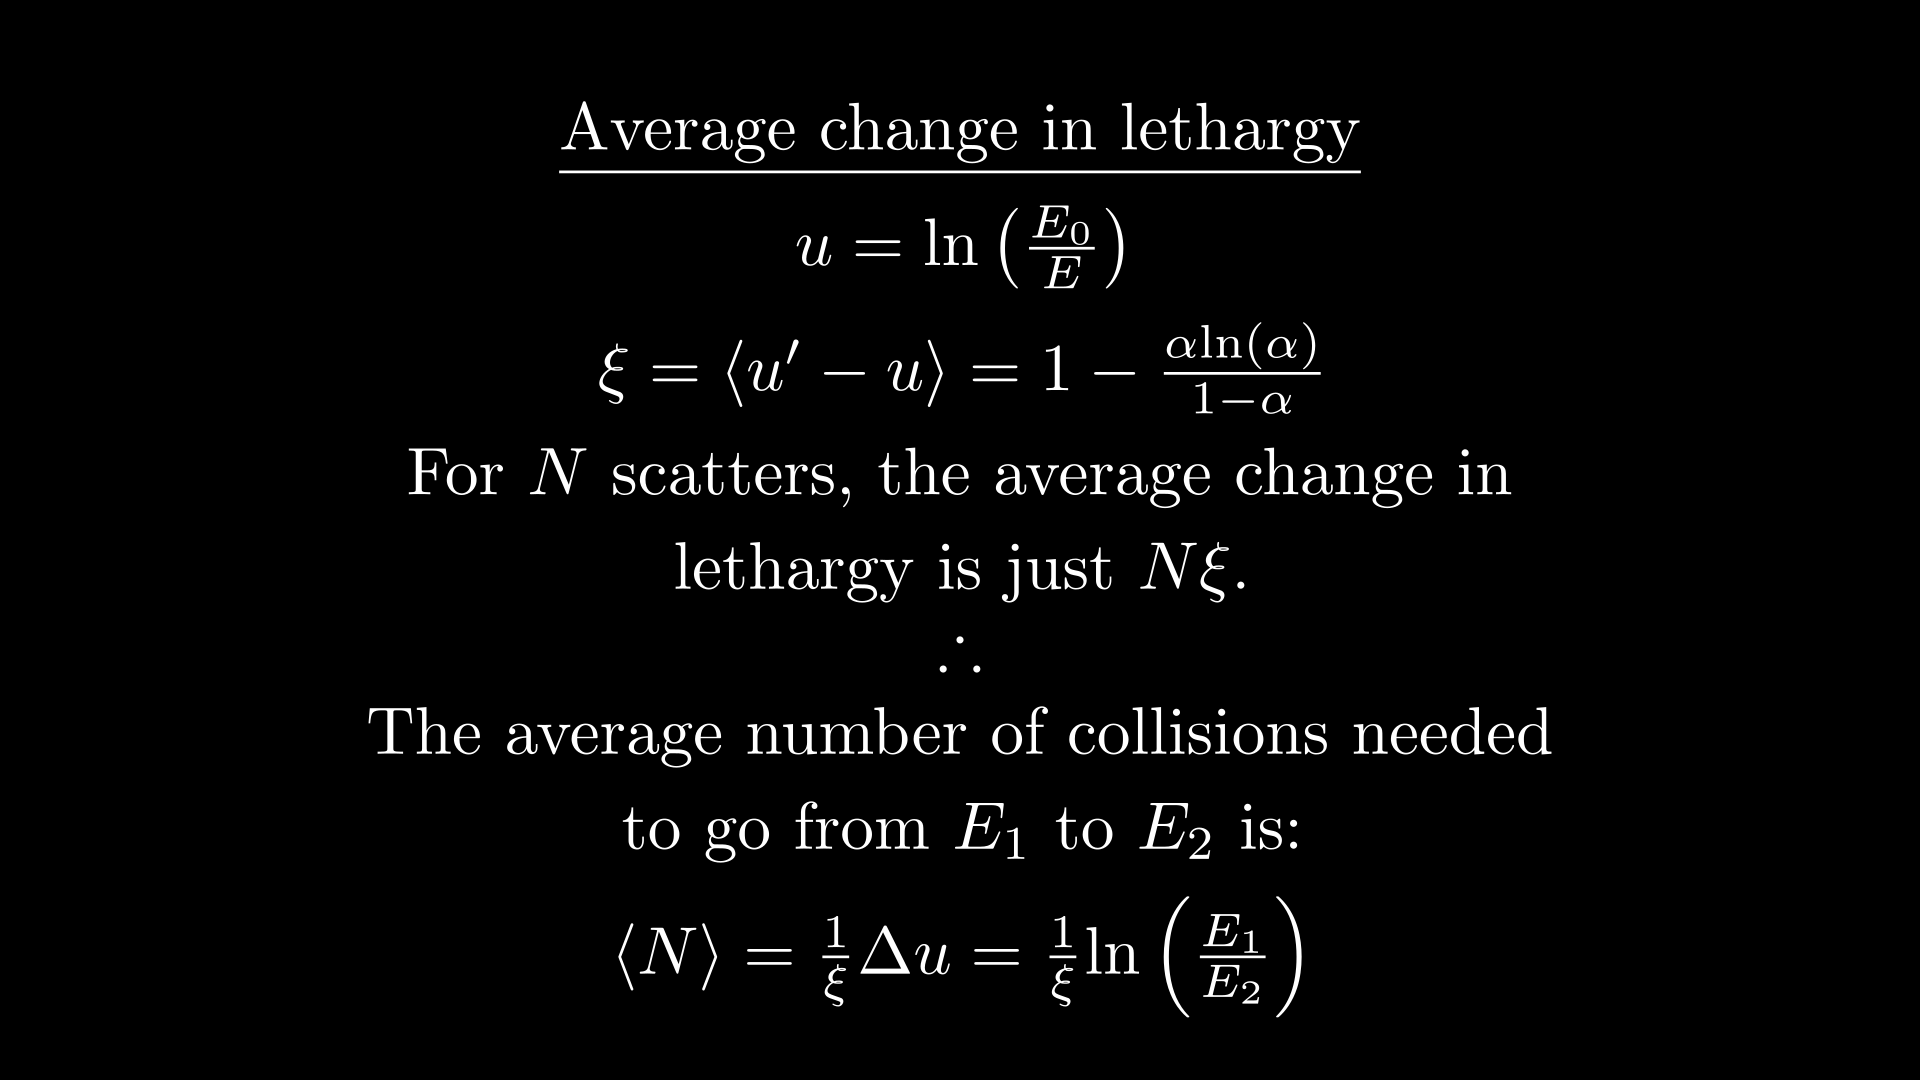 Average change in lethargy
u = ln(E₀/E)
ξ = ⟨u′ − u⟩ = 1 − αln(α)/1−α
For N scatters, the average change in
lethargy is just Nξ.
∴
The average number of collisions needed
to go from E₁ to E₂ is:
⟨N⟩ = 1/ξ Δu = 1/ξ ln(E₁/E₂)